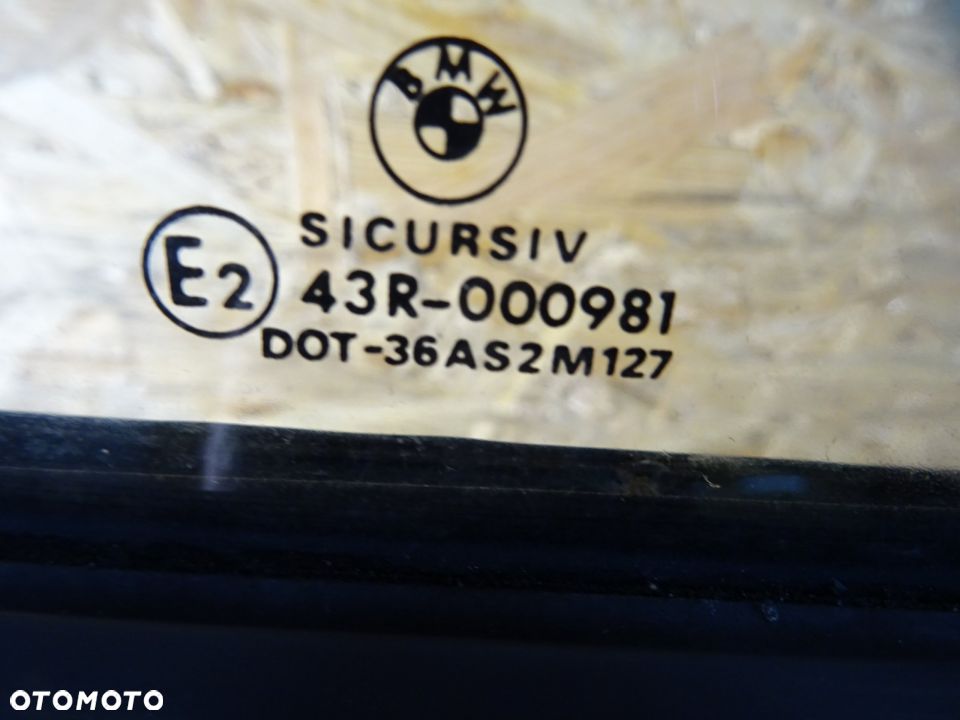 BMW
SICURSIV
E2 43R-000981
DOT-36AS2M127
OTOMOTO